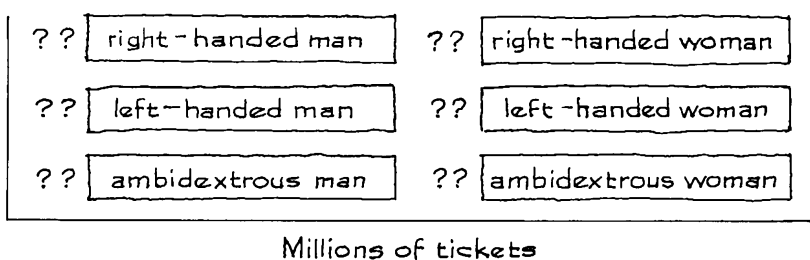 ?? right-handed man ?? right-handed woman
?? left-handed man ?? left-handed woman
?? ambidextrous man ?? ambidextrous woman
Millions of tickets